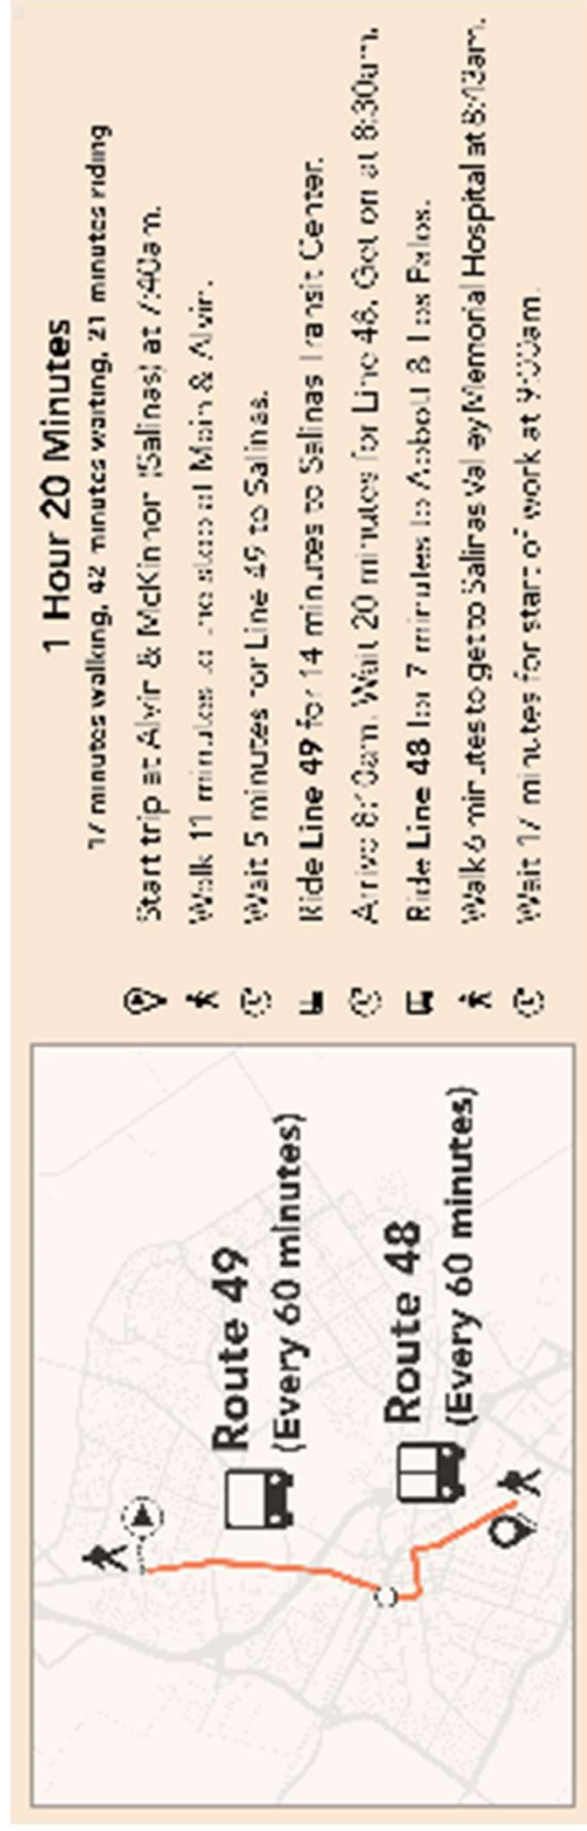 1 Hour 20 Minutes
17 minutes walking, 42 minutes waiting, 21 minutes riding
Start trip at Alvin & McKinnon (Salinas) at 7:40am.
Walk 11 minutes to the stop at Main & Alvin.
Wait 5 minutes for Line 49 to Salinas.
Ride Line 49 for 14 minutes to Salinas Transit Center.
Arrive 8:10am. Wait 20 minutes for Line 48. Get on at 8:30am.
Ride Line 48 for 7 minutes to Abbott & Los Palos.
Walk 6 minutes to get to Salinas Valley Memorial Hospital at 8:43am.
Wait 17 minutes for start of work at 9:00am.
Route 49
(Every 60 minutes)
Route 48
(Every 60 minutes)